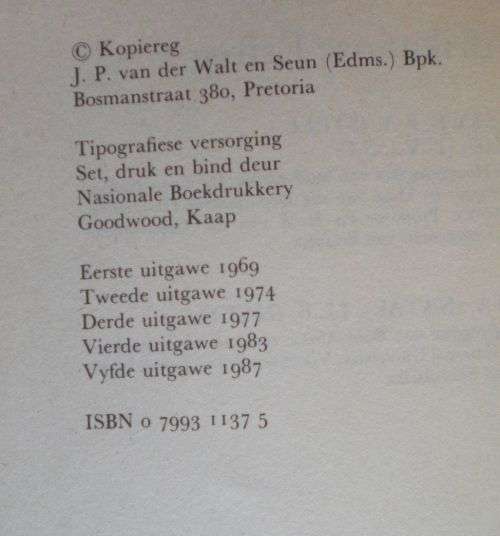 © Kopiereg
J. P. van der Walt en Seun (Edms.) Bpk.
Bosmanstraat 380, Pretoria
Tipografiese versorging
Set, druk en bind deur
Nasionale Boekdrukkery
Goodwood, Kaap
Eerste uitgawe 1969
Tweede uitgawe 1974
Derde uitgawe 1977
Vierde uitgawe 1983
Vyfde uitgawe 1987
ISBN 0 7993 1137 5